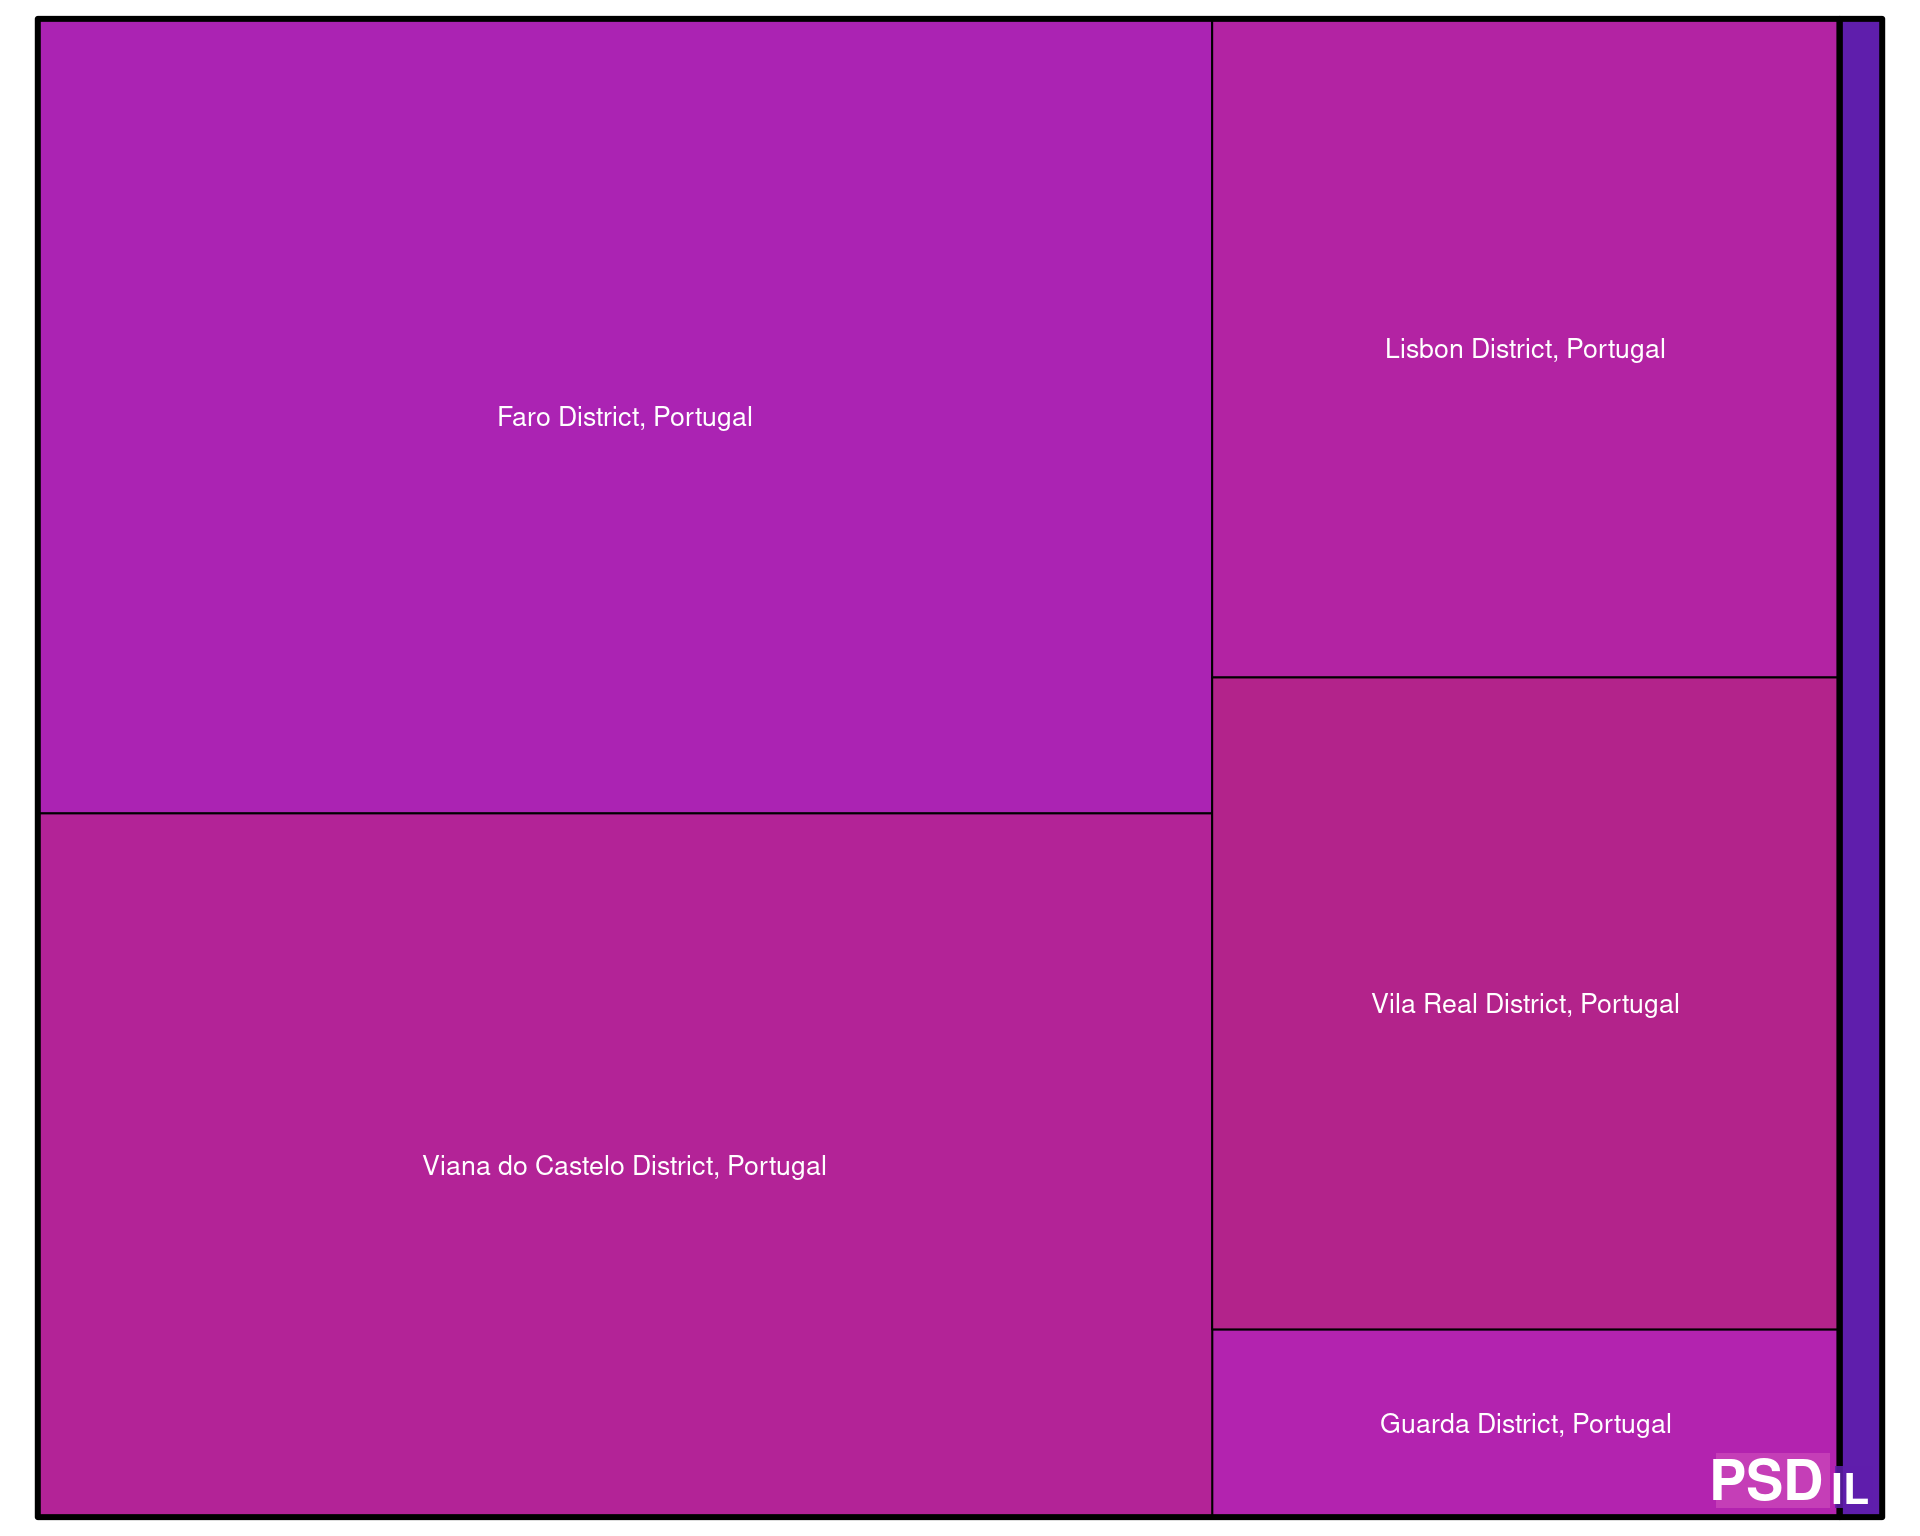 Faro District, Portugal
Lisbon District, Portugal
Viana do Castelo District, Portugal
Vila Real District, Portugal
Guarda District, Portugal
PSD
IL